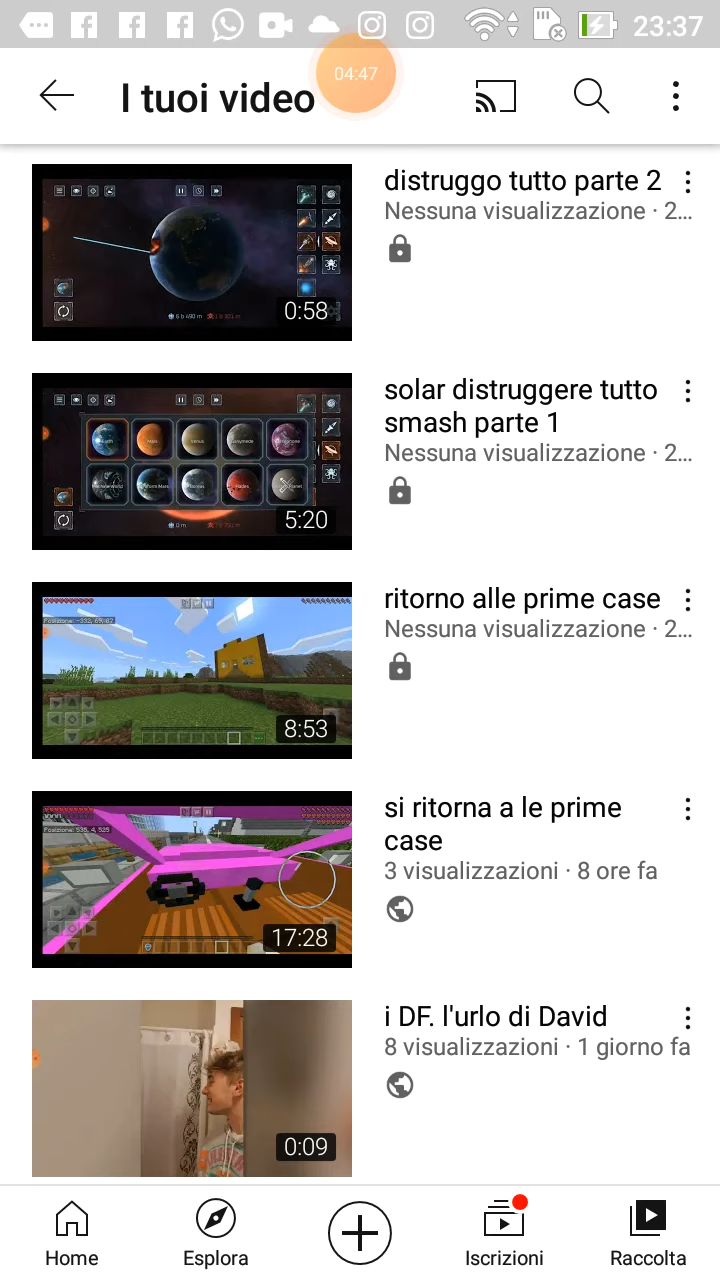 23:37
04:47
I tuoi video
distruggo tutto parte 2
Nessuna visualizzazione · 2...
0:58
solar distruggere tutto
smash parte 1
Nessuna visualizzazione · 2...
5:20
ritorno alle prime case
Nessuna visualizzazione · 2...
8:53
si ritorna a le prime
case
3 visualizzazioni · 8 ore fa
17:28
i DF. l'urlo di David
8 visualizzazioni · 1 giorno fa
0:09
Home
Esplora
Iscrizioni
Raccolta